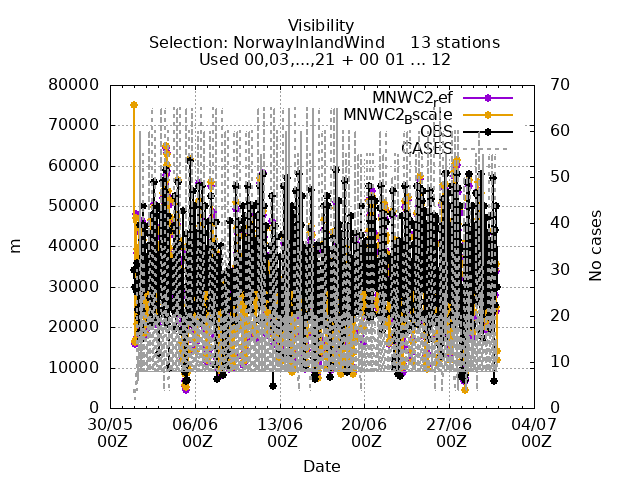 Visibility
Selection: NorwayInlandWind 13 stations
Used 00,03,...,21 + 00 01 ... 12
80000
70000
60000
50000
40000
30000
20000
10000
0
m
70
60
50
40
30
20
10
0
No cases
MNWC2_ref
MNWC2_Bscale
OBS
CASES
30/05 06/06 13/06 20/06 27/06 04/07
00Z 00Z 00Z 00Z 00Z 00Z
Date